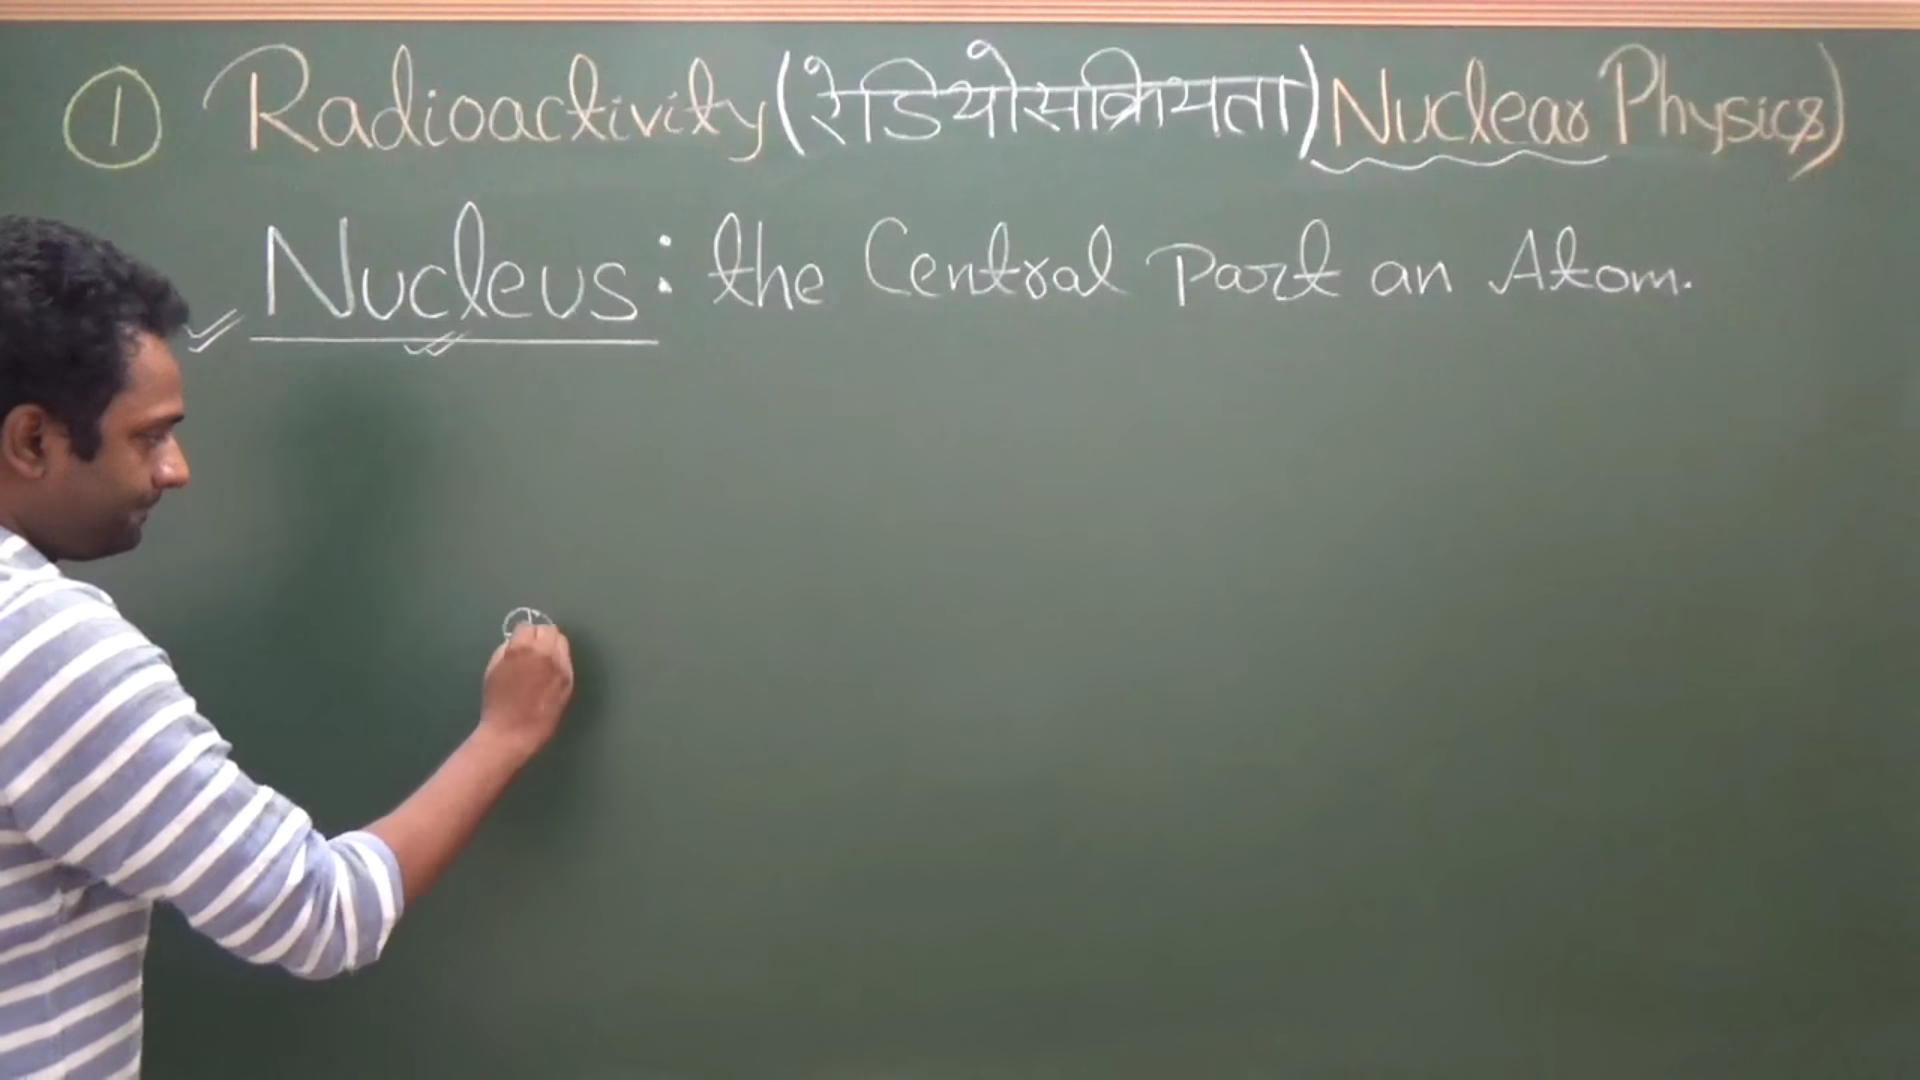 ① Radioactivity (रेडियोसक्रियता) Nuclear Physics)
Nucleus : the Central Part an Atom.